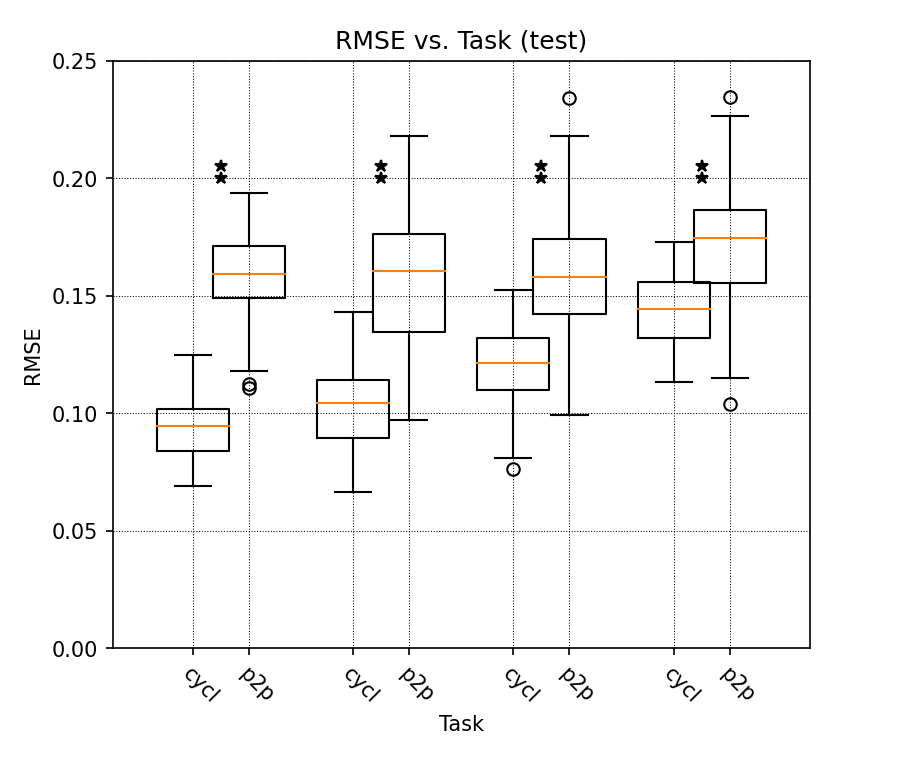 RMSE vs. Task (test)
0.25
0.20
0.15
0.10
0.05
0.00
RMSE
cycl p2p cycl p2p cycl p2p cycl p2p
Task